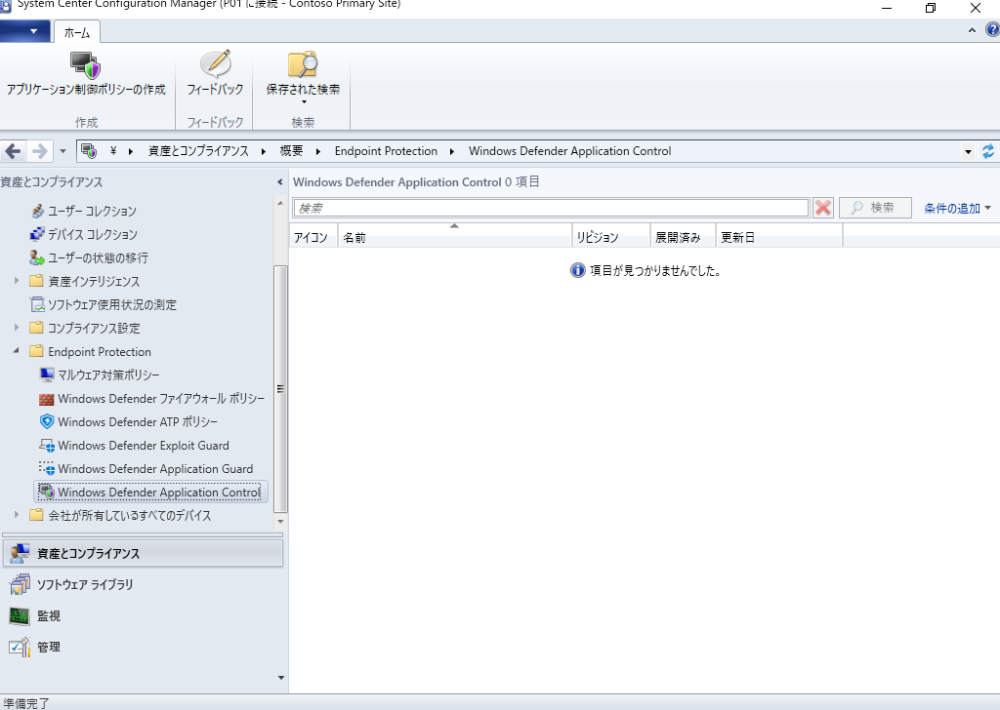 System Center Configuration Manager (P01 に接続 - Contoso Primary Site)
ホーム
アプリケーション制御ポリシーの作成
フィードバック
保存された検索
作成
フィードバック
検索
¥ 資産とコンプライアンス 概要 Endpoint Protection Windows Defender Application Control
資産とコンプライアンス
ユーザー コレクション
デバイス コレクション
ユーザーの状態の移行
資産インテリジェンス
ソフトウェア使用状況の測定
コンプライアンス設定
Endpoint Protection
マルウェア対策ポリシー
Windows Defender ファイアウォール ポリシー
Windows Defender ATP ポリシー
Windows Defender Exploit Guard
Windows Defender Application Guard
Windows Defender Application Control
会社が所有しているすべてのデバイス
資産とコンプライアンス
ソフトウェア ライブラリ
監視
管理
Windows Defender Application Control 0 項目
検索
検索
条件の追加
アイコン 名前 リビジョン 展開済み 更新日
項目が見つかりませんでした。
準備完了